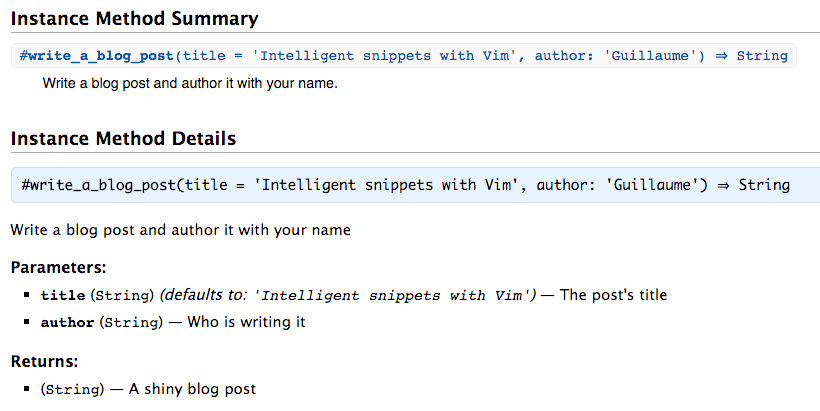 Instance Method Summary
#write_a_blog_post(title = 'Intelligent snippets with Vim', author: 'Guillaume') ⇒ String
Write a blog post and author it with your name.
Instance Method Details
#write_a_blog_post(title = 'Intelligent snippets with Vim', author: 'Guillaume') ⇒ String
Write a blog post and author it with your name
Parameters:
▪ title (String) (defaults to: 'Intelligent snippets with Vim') — The post's title
▪ author (String) — Who is writing it
Returns:
▪ (String) — A shiny blog post